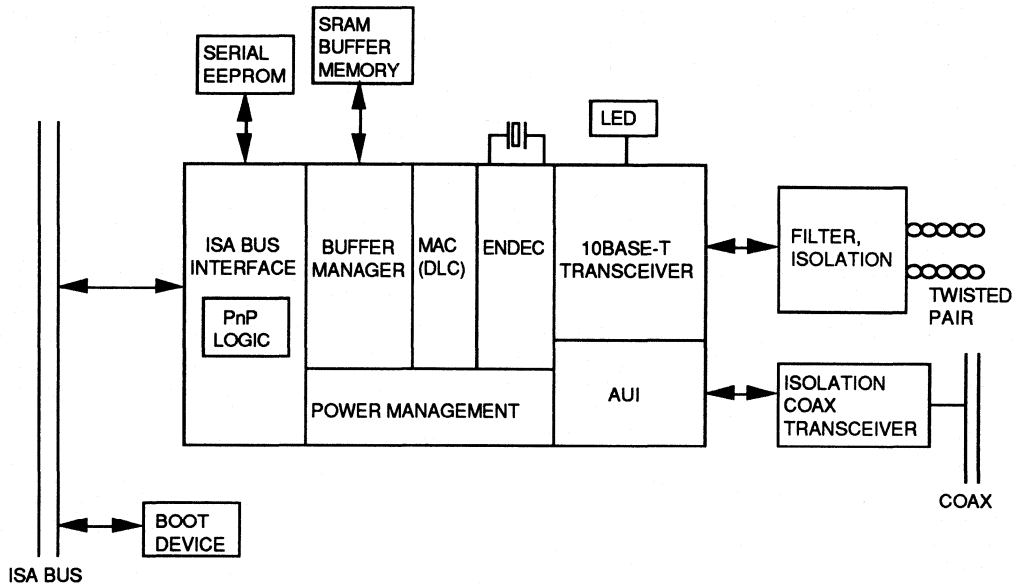 SERIAL
EEPROM
SRAM
BUFFER
MEMORY
LED
ISA BUS
INTERFACE
PnP
LOGIC
BUFFER
MANAGER
MAC
(DLC)
ENDEC
10BASE-T
TRANSCEIVER
FILTER,
ISOLATION
TWISTED
PAIR
POWER MANAGEMENT
AUI
ISOLATION
COAX
TRANSCEIVER
COAX
BOOT
DEVICE
ISA BUS